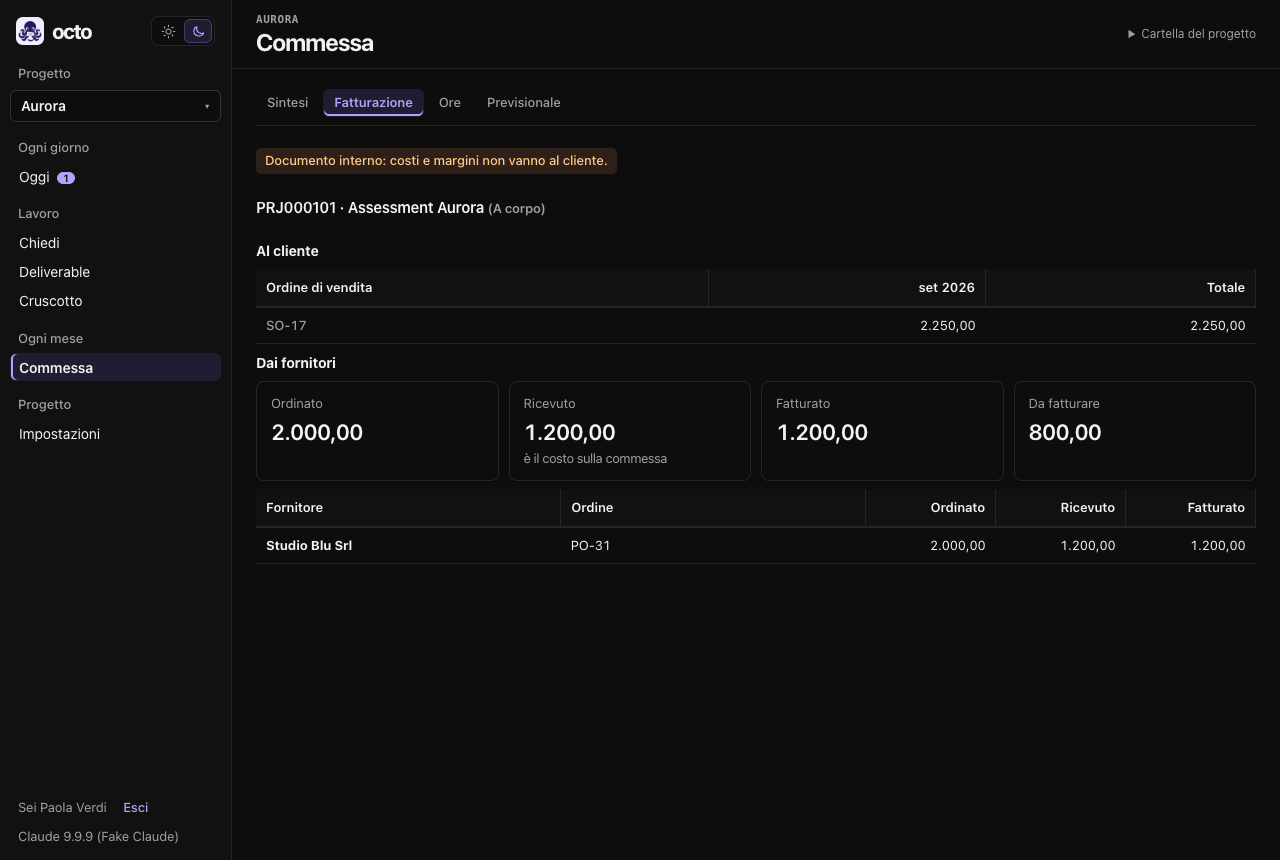 octo
Progetto
Aurora
Ogni giorno
Oggi 1
Lavoro
Chiedi
Deliverable
Cruscotto
Ogni mese
Commessa
Progetto
Impostazioni
Sei Paola Verdi Esci
Claude 9.9.9 (Fake Claude)
AURORA
Commessa
Cartella del progetto
Sintesi Fatturazione Ore Previsionale
Documento interno: costi e margini non vanno al cliente.
PRJ000101 · Assessment Aurora (A corpo)
Al cliente
Ordine di vendita set 2026 Totale
SO-17 2.250,00 2.250,00
Dai fornitori
Ordinato
2.000,00
Ricevuto
1.200,00
è il costo sulla commessa
Fatturato
1.200,00
Da fatturare
800,00
Fornitore Ordine Ordinato Ricevuto Fatturato
Studio Blu Srl PO-31 2.000,00 1.200,00 1.200,00